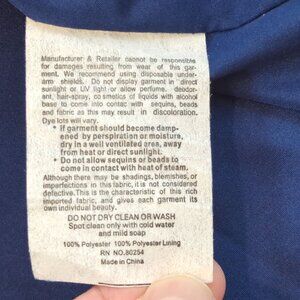 Manufacturer & Retailer cannot be responsible
for damages resulting from wear of this gar-
ment. We recommend using disposable under-
arm shields. Do not display garment in direct
sunlight or UV light or allow perfume. deodor-
ant, hair-spray, co smetics of liquids with alcohol
base to come into contac with sequins, beads
and fabric as this may result in discoloration.
Dye lots will vary.
* If garment should become damp-
ened by perspiration or moisture,
dry in a well ventilated area, away
from heat or direct sunlight.
* Do not allow sequins or beads to
come in contact with heat of steam.
Although there may be shadings, blemishes, or
imperfections in this fabric, it is not considered
defective.This is the characteristic of this rich
imported fabric, and gives each garment its
own individual beauty.
DO NOT DRY CLEAN OR WASH
Spot clean only with cold water
and mild soap
100% Polyester 100% Polyester Lining
RN NO.80254
Made in China